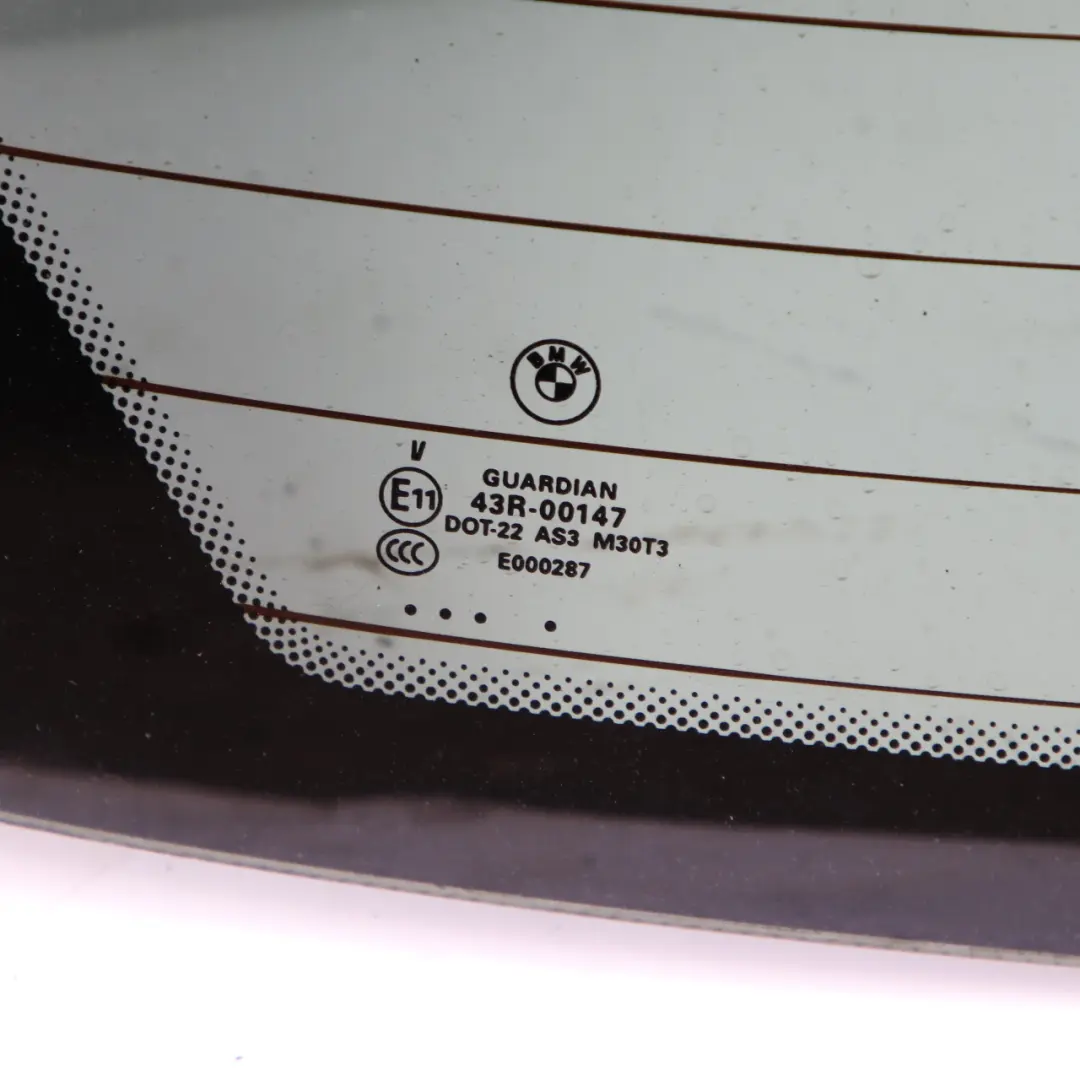 BMW
V
E11
GUARDIAN
43R-00147
DOT-22 AS3 M30T3
CCC
E000287